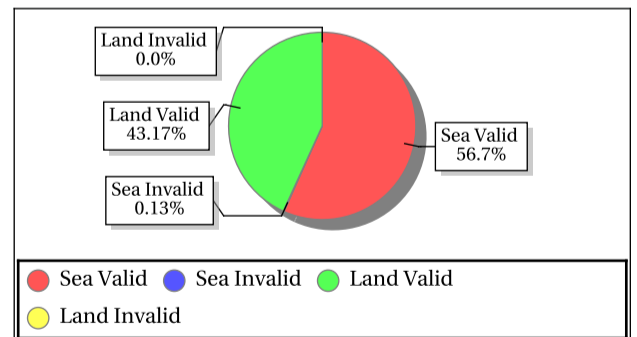 Land Invalid
0.0%
Land Valid
43.17%
Sea Valid
56.7%
Sea Invalid
0.13%
Sea Valid Sea Invalid Land Valid
Land Invalid